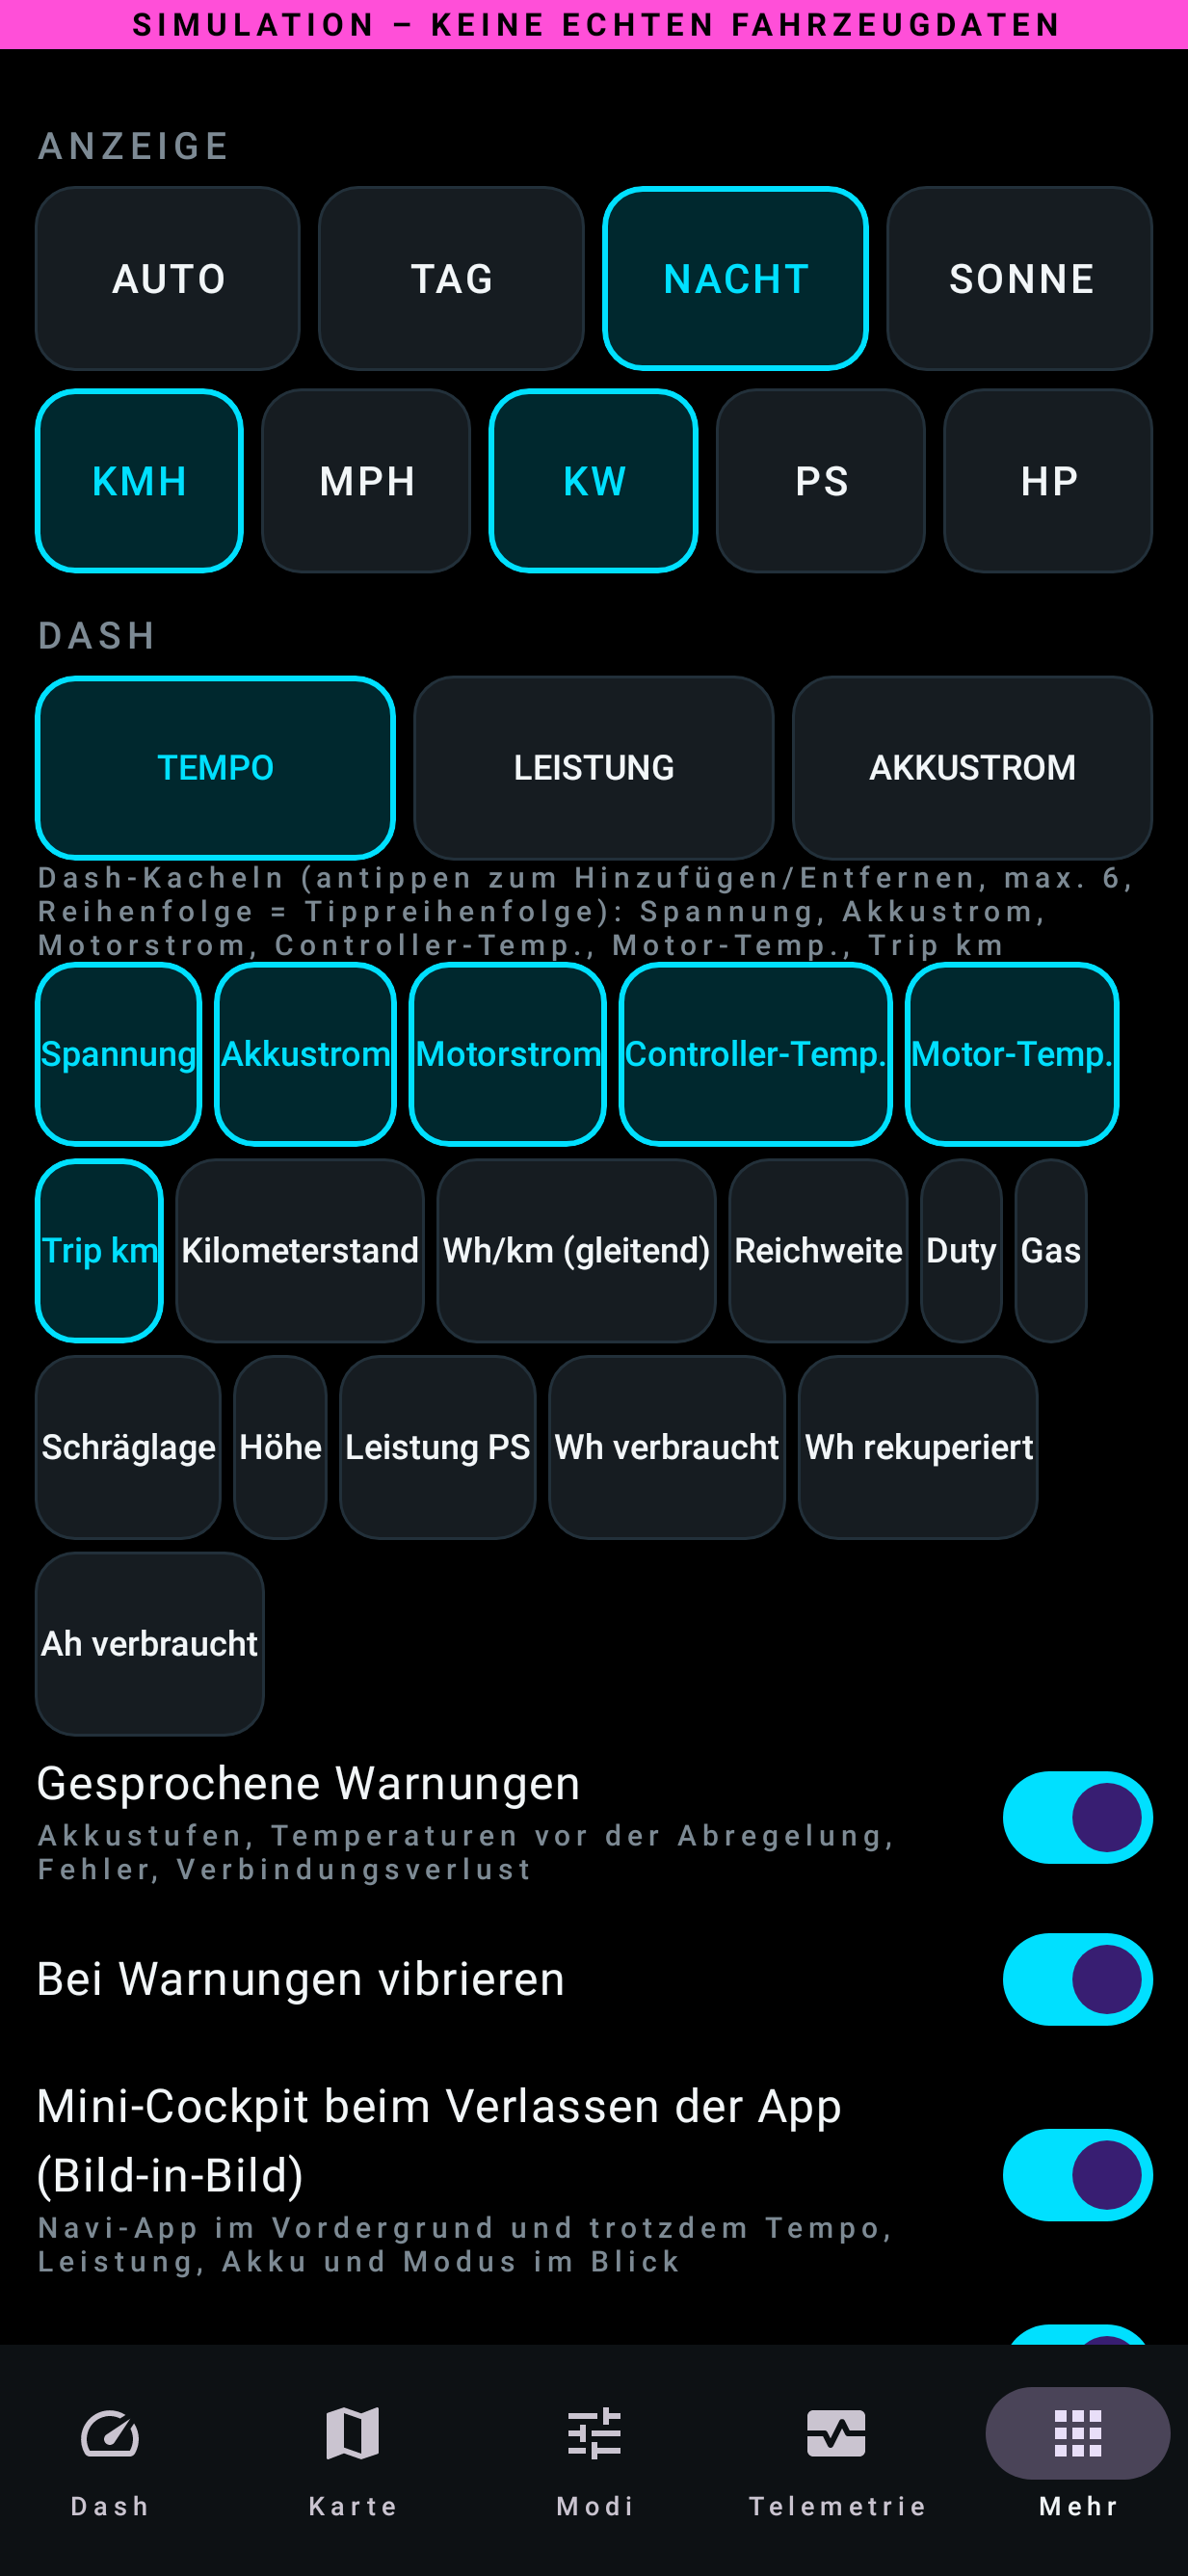 SIMULATION – KEINE ECHTEN FAHRZEUGDATEN
ANZEIGE
AUTO TAG NACHT SONNE
KMH MPH KW PS HP
DASH
TEMPO LEISTUNG AKKUSTROM
Dash-Kacheln (antippen zum Hinzufügen/Entfernen, max. 6,
Reihenfolge = Tippreihenfolge): Spannung, Akkustrom,
Motorstrom, Controller-Temp., Motor-Temp., Trip km
Spannung Akkustrom Motorstrom Controller-Temp. Motor-Temp.
Trip km Kilometerstand Wh/km (gleitend) Reichweite Duty Gas
Schräglage Höhe Leistung PS Wh verbraucht Wh rekuperiert
Ah verbraucht
Gesprochene Warnungen
Akkustufen, Temperaturen vor der Abregelung,
Fehler, Verbindungsverlust
Bei Warnungen vibrieren
Mini-Cockpit beim Verlassen der App
(Bild-in-Bild)
Navi-App im Vordergrund und trotzdem Tempo,
Leistung, Akku und Modus im Blick
Dash Karte Modi Telemetrie Mehr